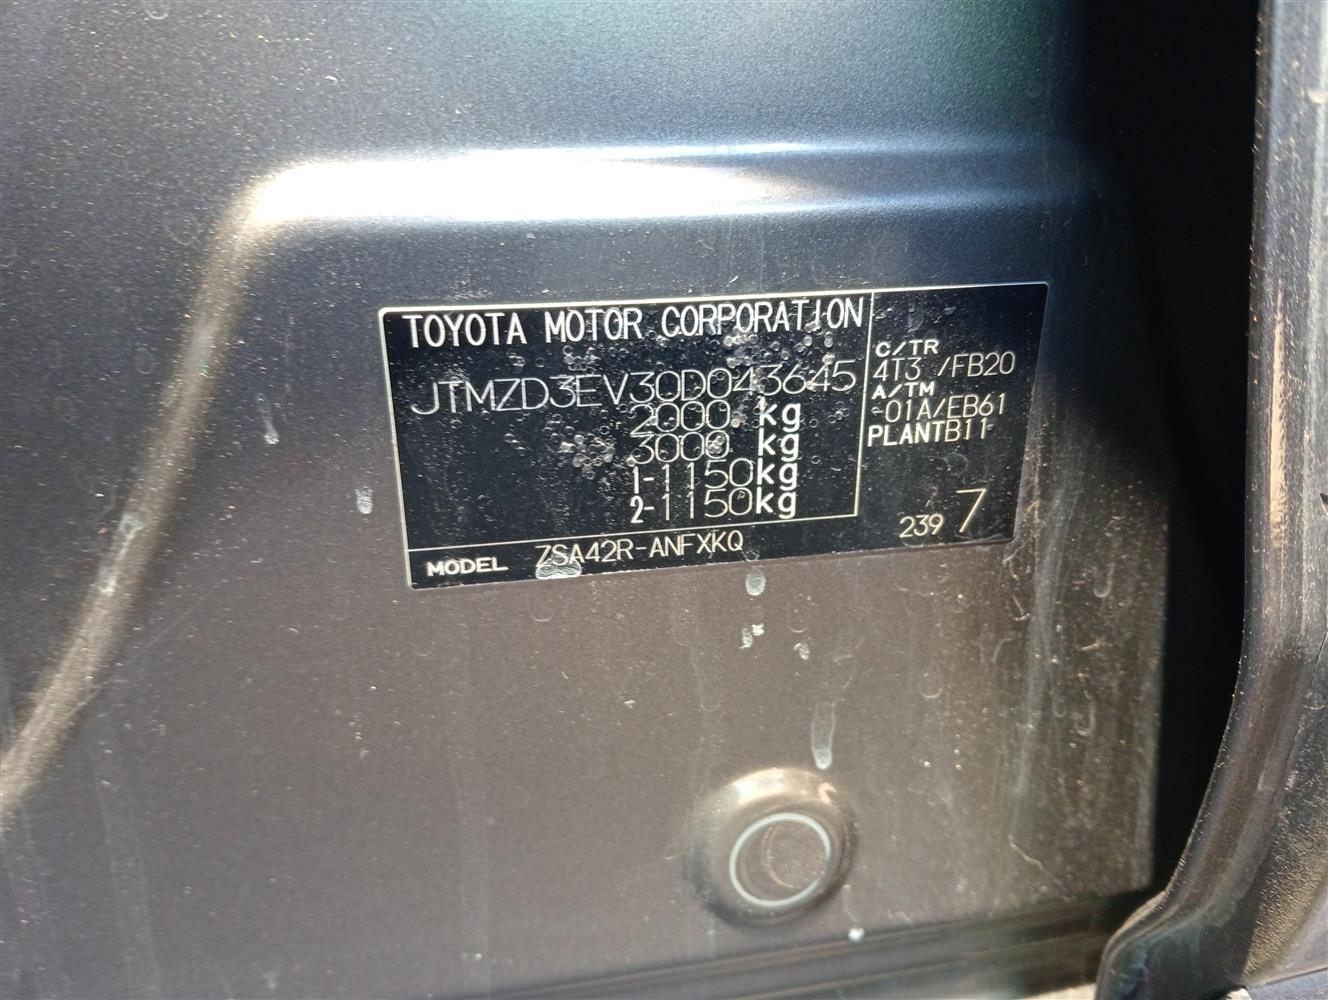 TOYOTA MOTOR CORPORATION
JTMZD3EV30D043645
2000 kg
3000 kg
1-1150kg
2-1150kg
C/TR
4T3 /FB20
A/TM
-01A/EB61
PLANTB11
239 7
MODEL ZSA42R-ANFXKQ